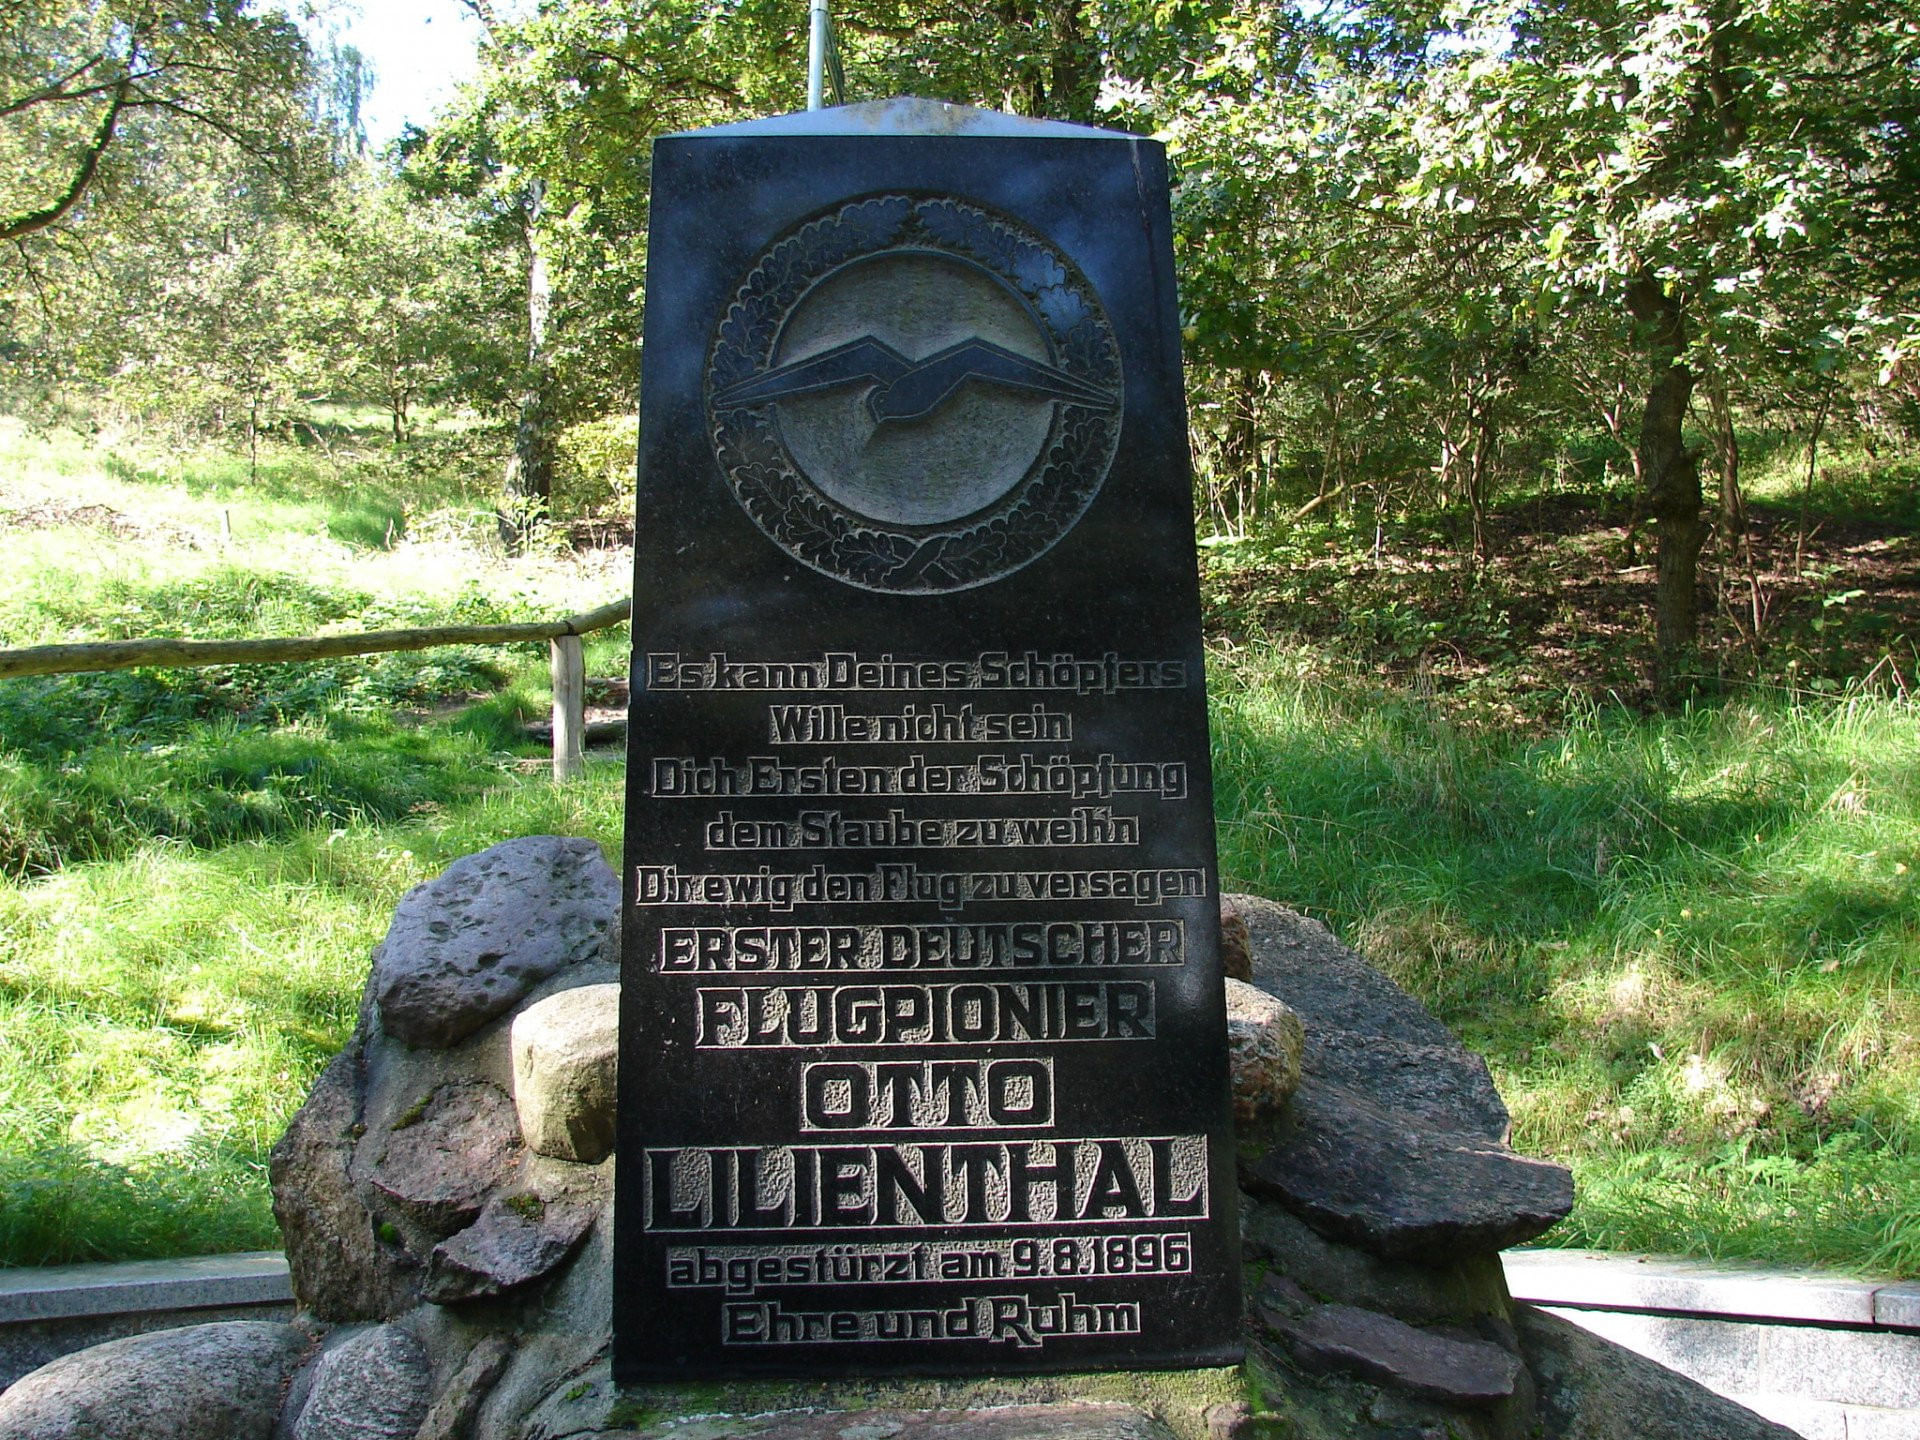 Es kann Deines Schöpfers
Wille nicht sein
Dich Ersten der Schöpfung
dem Staube zu weih'n
Dir ewig den Flug zu versagen
ERSTER DEUTSCHER
FLUGPIONIER
OTTO
LILIENTHAL
abgestürzt am 9.8.1896
Ehre und Ruhm